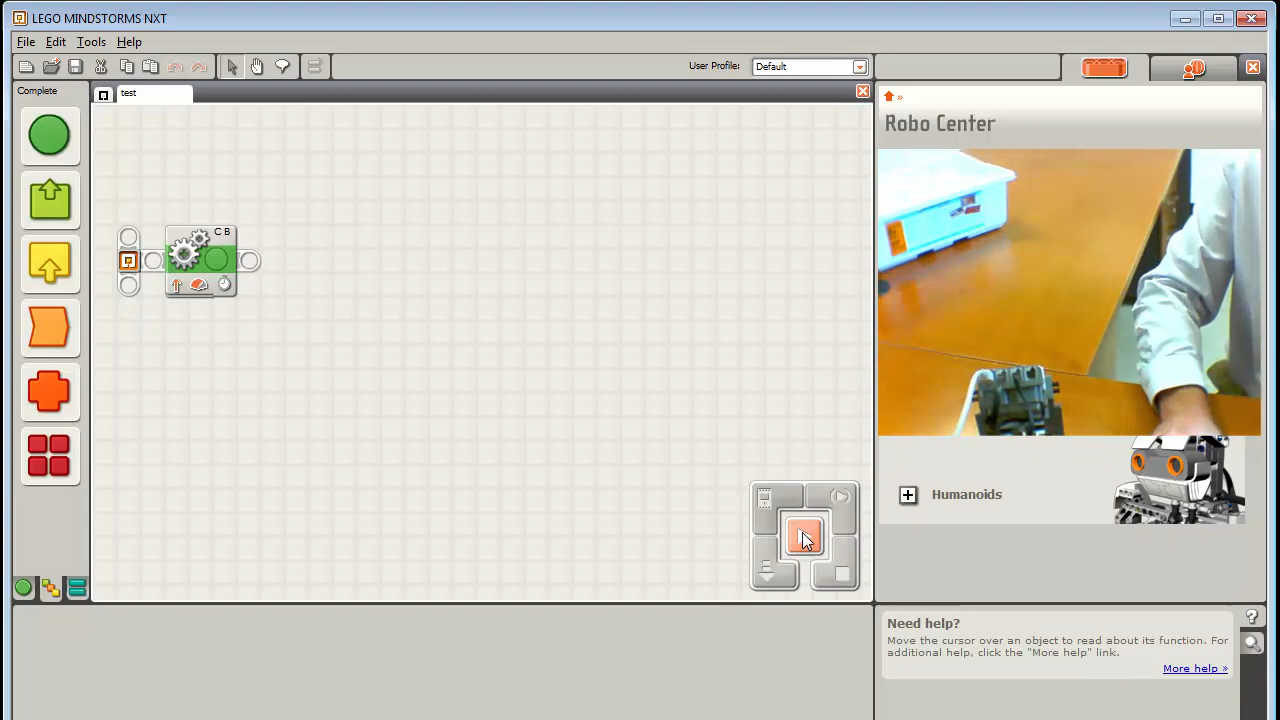 LEGO MINDSTORMS NXT
File Edit Tools Help
User Profile: Default
Complete
test
C B
Robo Center
Humanoids
Need help?
Move the cursor over an object to read about its function. For
additional help, click the "More help" link.
More help »